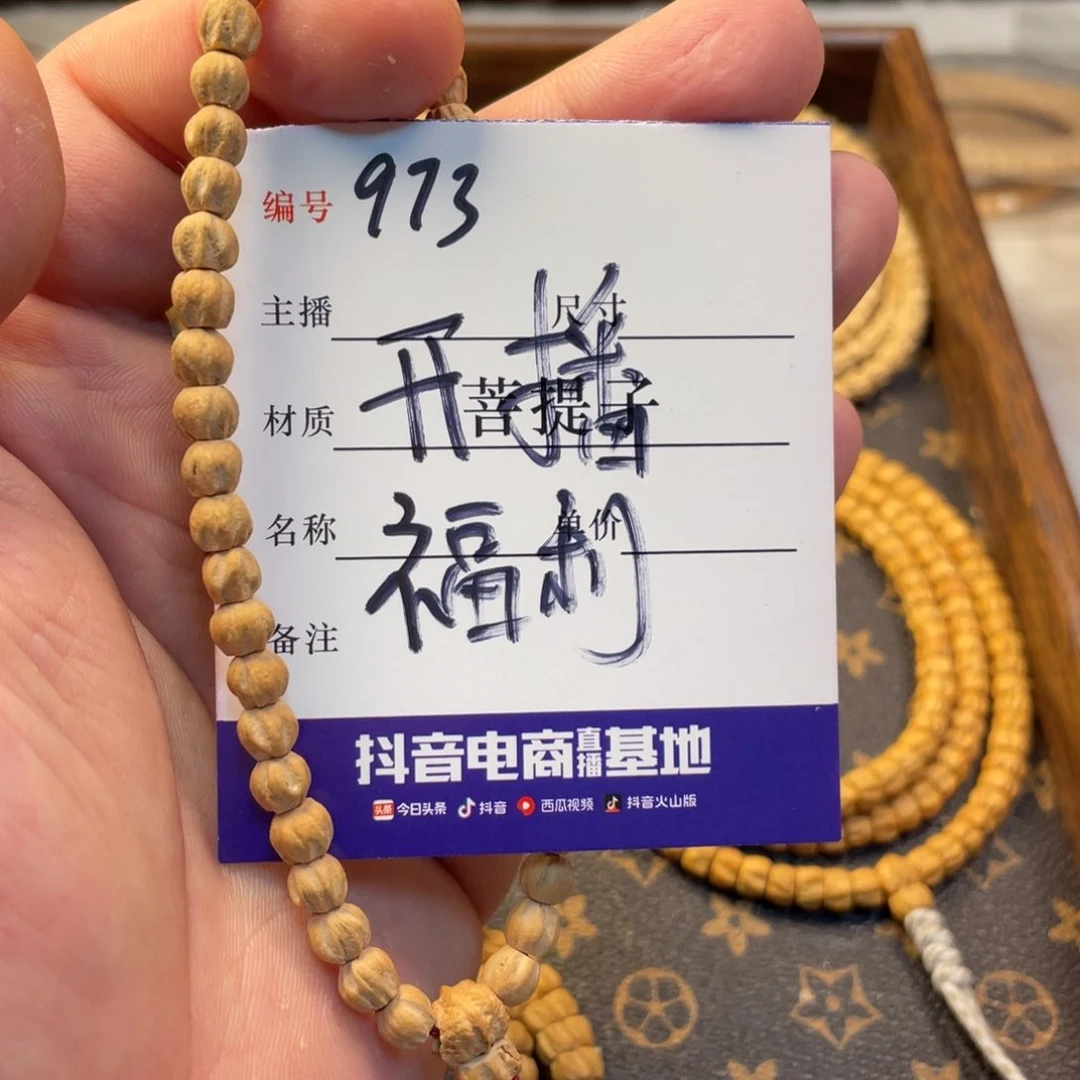 编号 973
主播 尺寸
开播
材质 菩提子
名称 单价
福利
备注
抖音电商直播基地
今日头条 抖音 西瓜视频 抖音火山版
头条